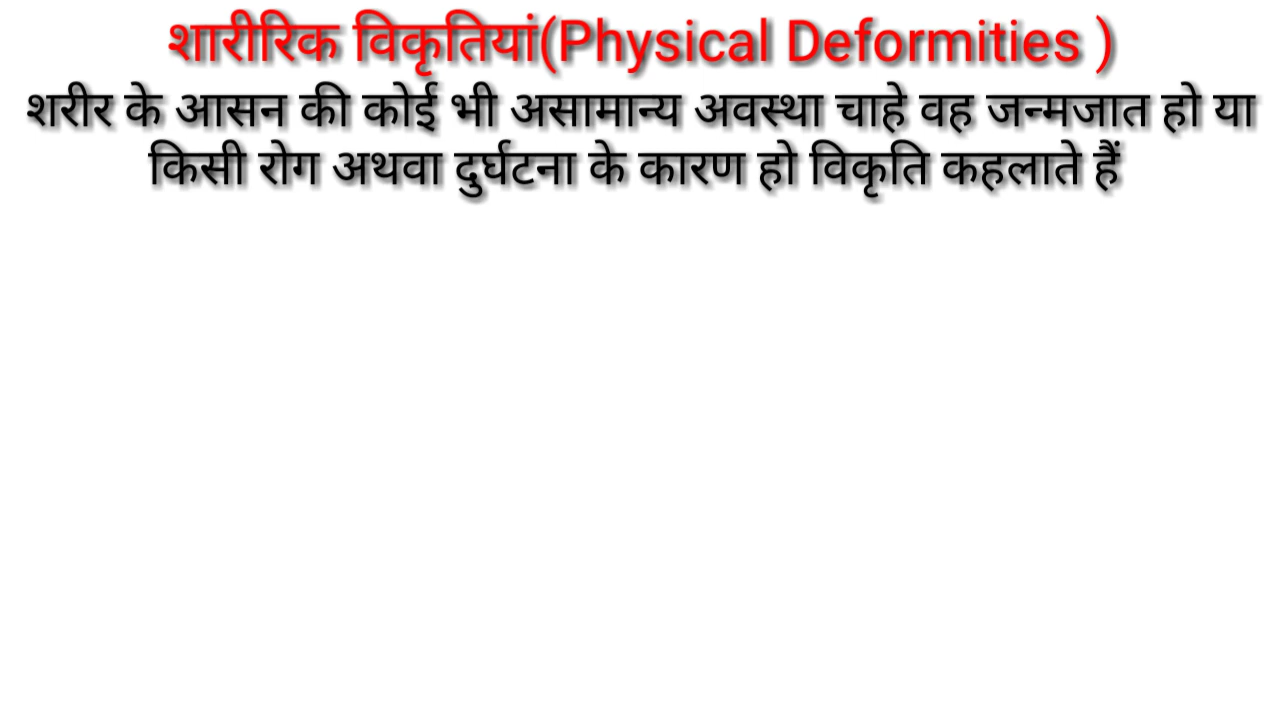 शारीरिक विकृतियां(Physical Deformities )
शरीर के आसन की कोई भी असामान्य अवस्था चाहे वह जन्मजात हो या
किसी रोग अथवा दुर्घटना के कारण हो विकृति कहलाते हैं